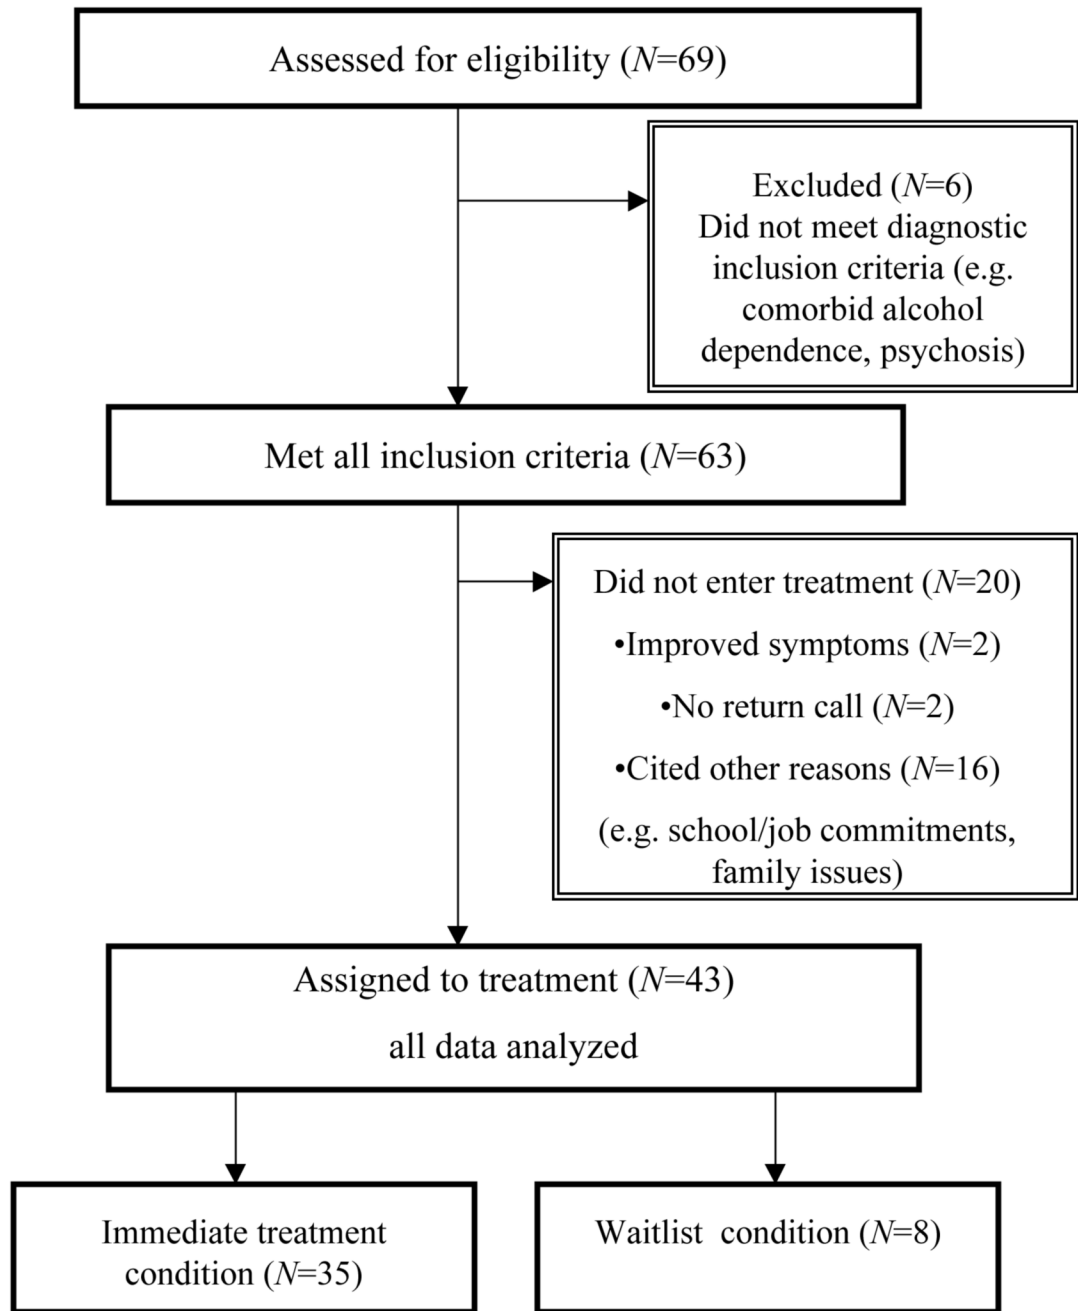 Assessed for eligibility (N=69)
Excluded (N=6)
Did not meet diagnostic
inclusion criteria (e.g.
comorbid alcohol
dependence, psychosis)
Met all inclusion criteria (N=63)
Did not enter treatment (N=20)
•Improved symptoms (N=2)
•No return call (N=2)
•Cited other reasons (N=16)
(e.g. school/job commitments,
family issues)
Assigned to treatment (N=43)
all data analyzed
Immediate treatment
condition (N=35)
Waitlist condition (N=8)